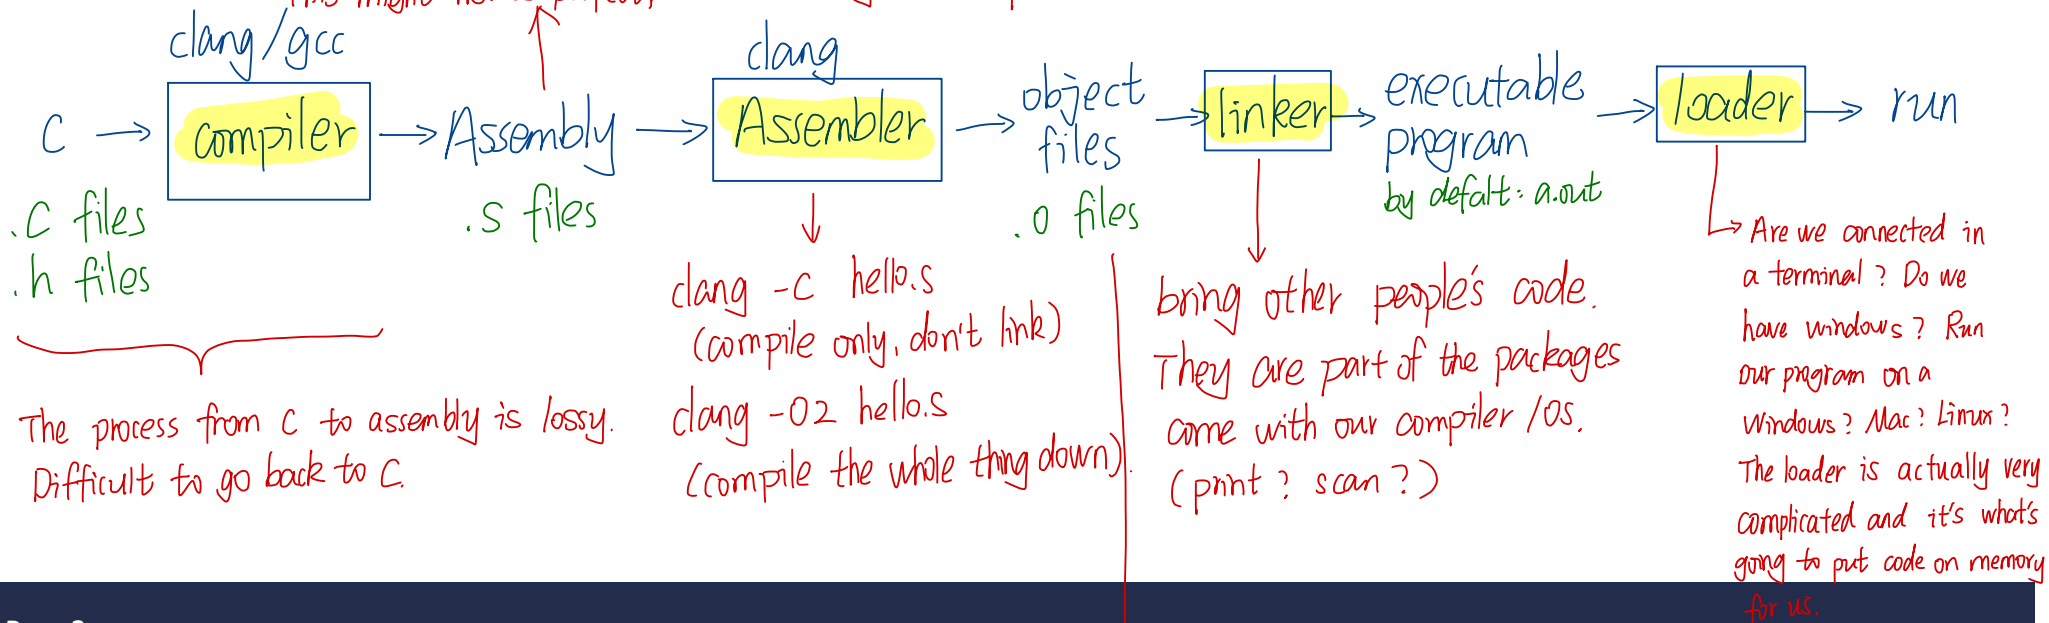 This might not be
clang/gcc
clang
C
compiler
Assembly
Assembler
object
files
linker
executable
program
loader
run
.C files
.h files
.s files
.o files
by defalt: a.out
The process from C to assembly is lossy.
Difficult to go back to C.
clang -c hello.s
(compile only, don't link)
clang -O2 hello.s
(compile the whole thing down).
bring other people's code.
They are part of the packages
come with our compiler /OS.
(print? scan?)
Are we connected in
a terminal? Do we
have windows? Run
our program on a
Windows? Mac? Linux?
The loader is actually very
complicated and it's what's
going to put code on memory
for us.